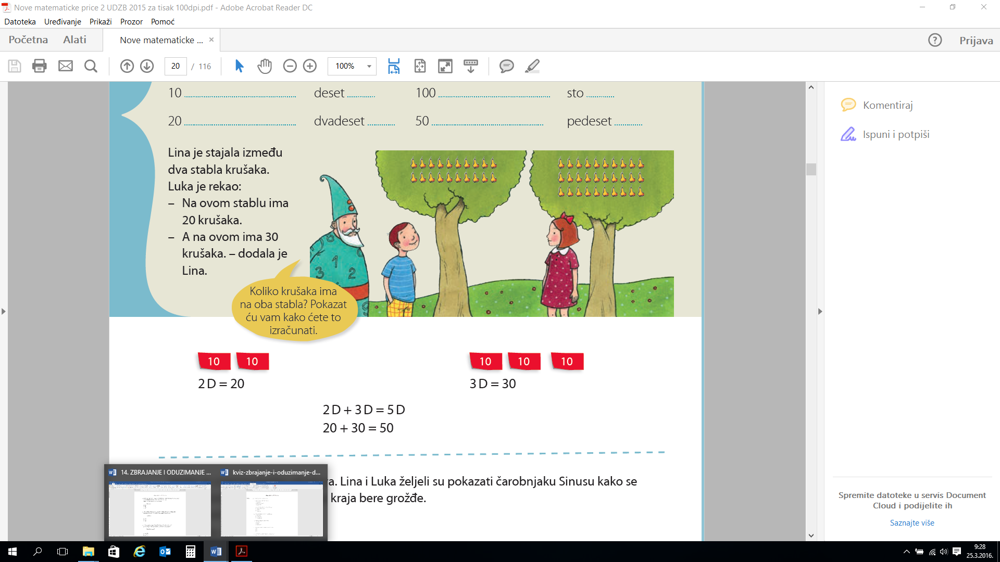 Nove matematicke price 2 UDZB 2015 za tisak 100dpi.pdf - Adobe Acrobat Reader DC
Datoteka Uređivanje Prikaži Prozor Pomoć
Početna Alati Nove matematicke ... × ? Prijava
20 / 116 100%
10 deset 100 sto
20 dvadeset 50 pedeset
Lina je stajala između
dva stabla krušaka.
Luka je rekao:
– Na ovom stablu ima
20 krušaka.
– A na ovom ima 30
krušaka. – dodala je
Lina.
8 6
1
3 2
9
Koliko krušaka ima
na oba stabla? Pokazat
ću vam kako ćete to
izračunati.
10 10 10 10 10
2 D = 20 3 D = 30
2 D + 3 D = 5 D
20 + 30 = 50
va. Lina i Luka željeli su pokazati čarobnjaku Sinusu kako se
kraja bere grožđe.
Komentiraj
Ispuni i potpiši
Spremite datoteke u servis Document
Cloud i podijelite ih
Saznajte više
14. ZBRAJANJE I ODUZIMANJE ... kviz-zbrajanje-i-oduzimanje-d...
9:28
25.3.2016.